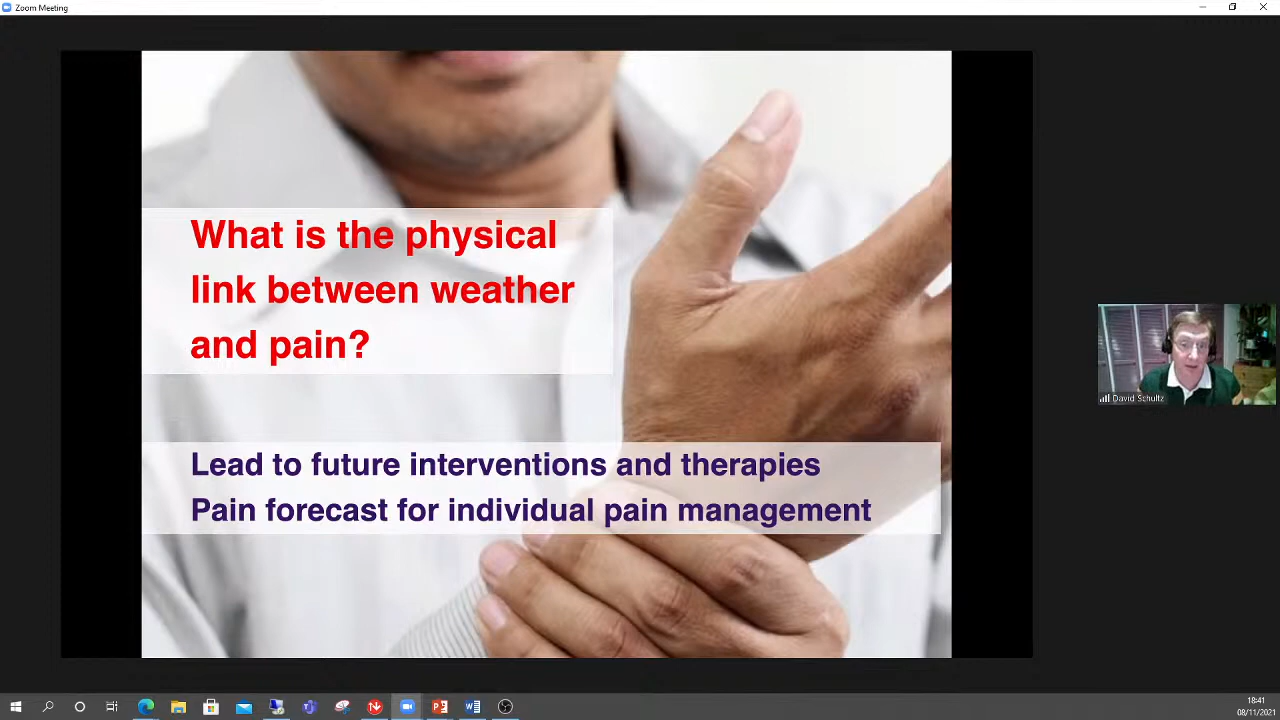 Zoom Meeting
What is the physical
link between weather
and pain?
Lead to future interventions and therapies
Pain forecast for individual pain management
David Schultz
18:41
08/11/2021